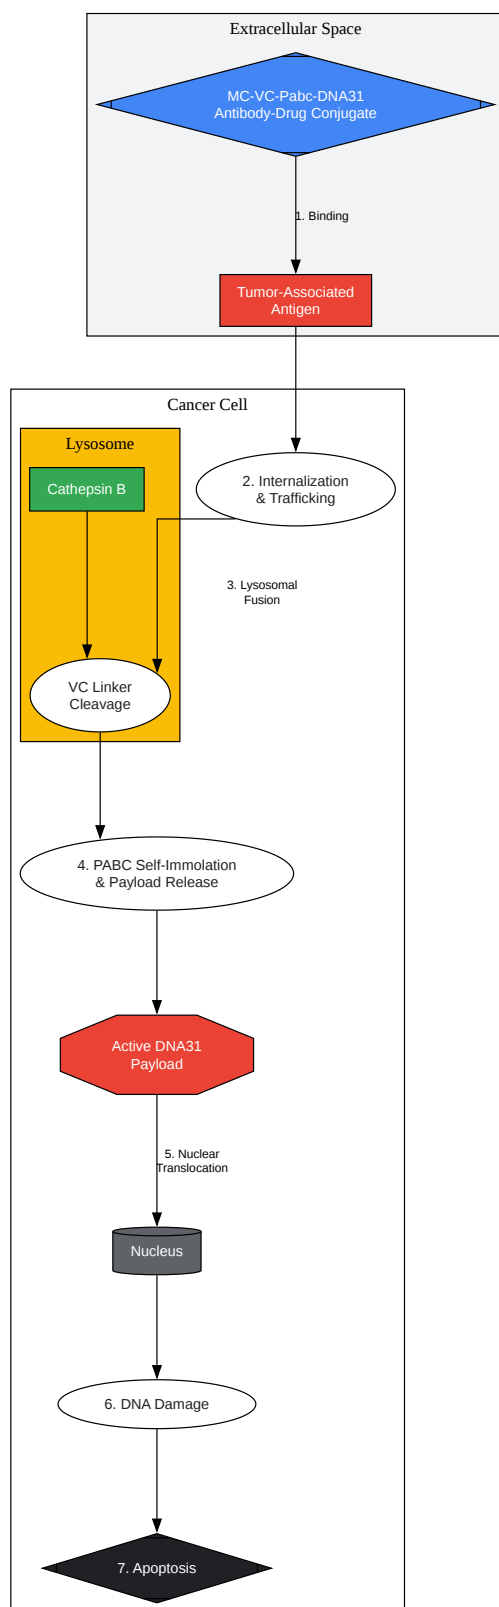 Extracellular Space
MC-VC-Pabc-DNA31
Antibody-Drug Conjugate
1. Binding
Tumor-Associated
Antigen
Cancer Cell
Lysosome
Cathepsin B
2. Internalization
& Trafficking
3. Lysosomal
Fusion
VC Linker
Cleavage
4. PABC Self-Immolation
& Payload Release
Active DNA31
Payload
5. Nuclear
Translocation
Nucleus
6. DNA Damage
7. Apoptosis